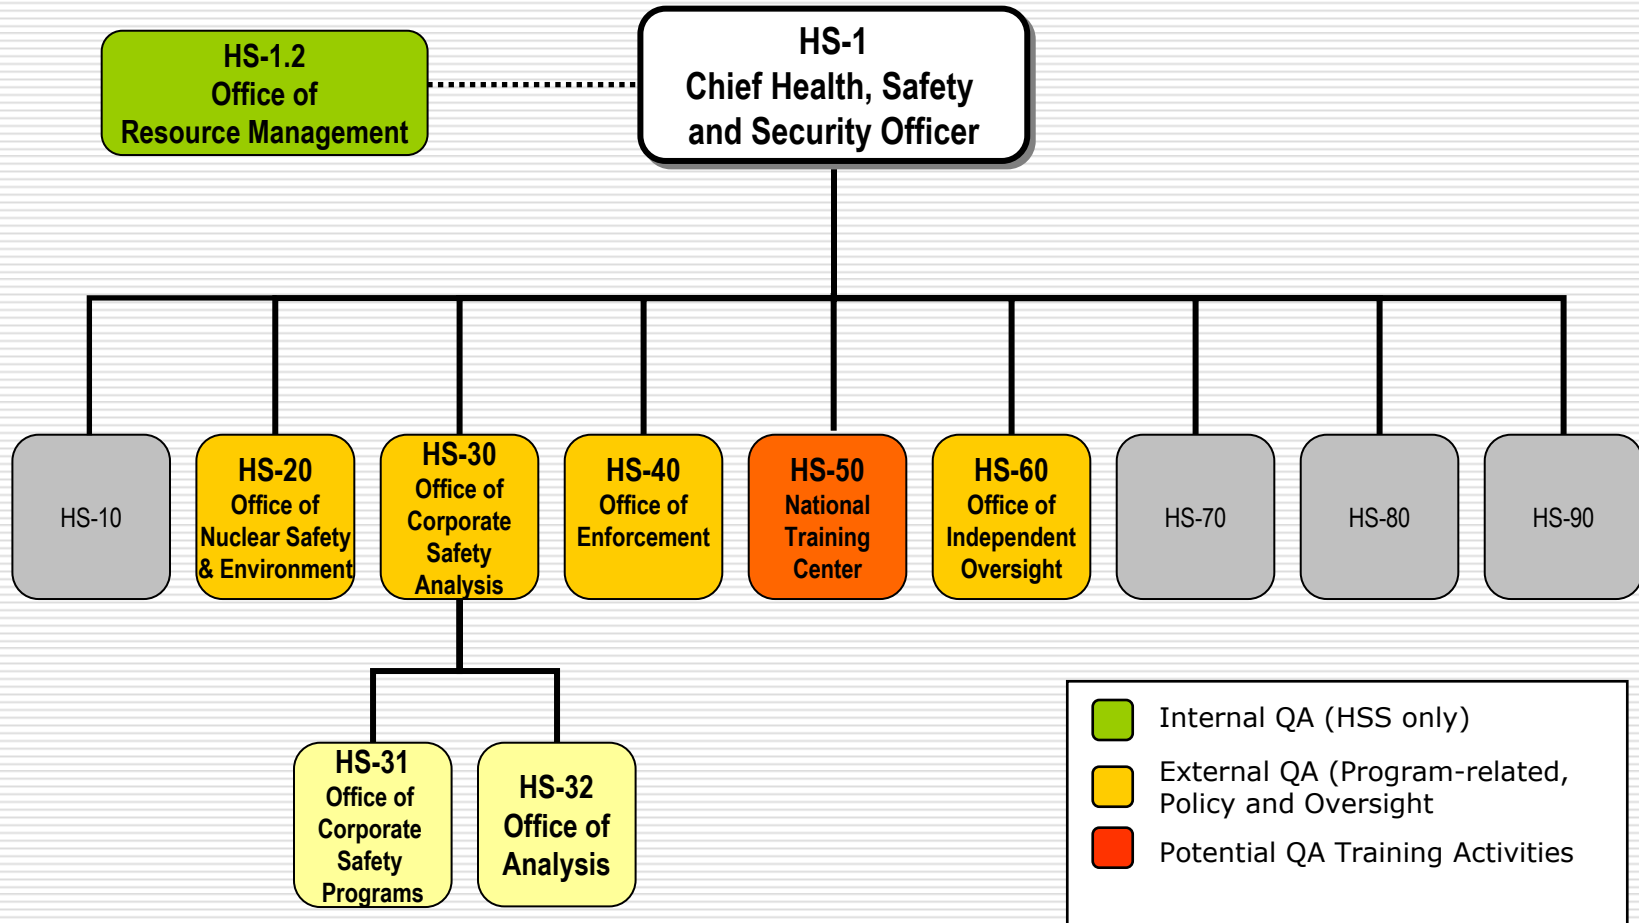 HS-1.2
Office of
Resource Management
HS-1
Chief Health, Safety
and Security Officer
HS-10
HS-20
Office of
Nuclear Safety
& Environment
HS-30
Office of
Corporate
Safety
Analysis
HS-40
Office of
Enforcement
HS-50
National
Training
Center
HS-60
Office of
Independent
Oversight
HS-70
HS-80
HS-90
HS-31
Office of
Corporate
Safety
Programs
HS-32
Office of
Analysis
Internal QA (HSS only)
External QA (Program-related,
Policy and Oversight
Potential QA Training Activities